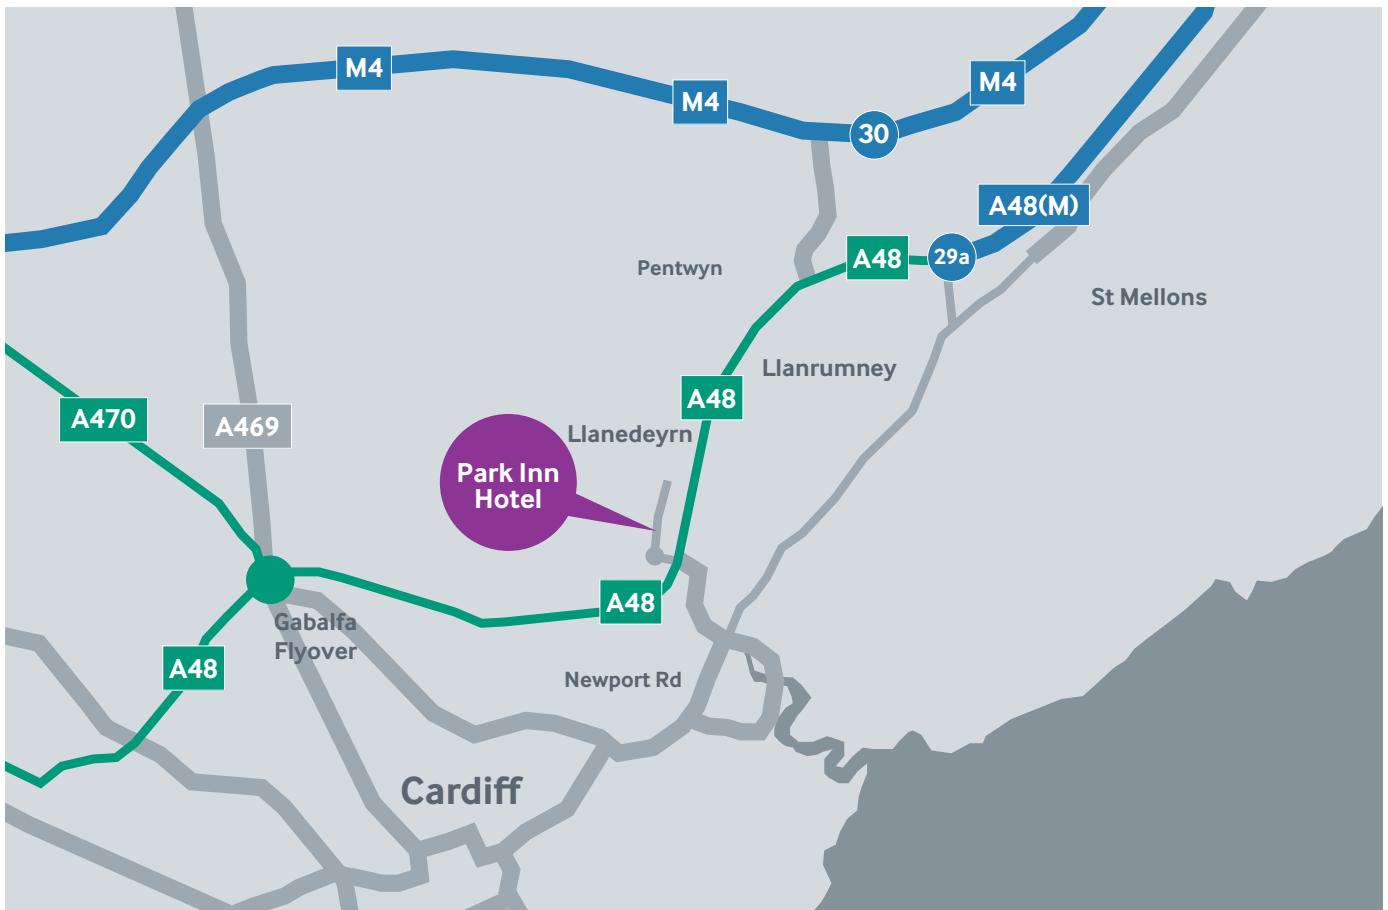 M4
M4
M4
30
A48(M)
A48
29a
Pentwyn
St Mellons
Llanrumney
A48
A470
A469
Llanedeyrn
Park Inn
Hotel
A48
Gabalfa
Flyover
A48
Newport Rd
Cardiff